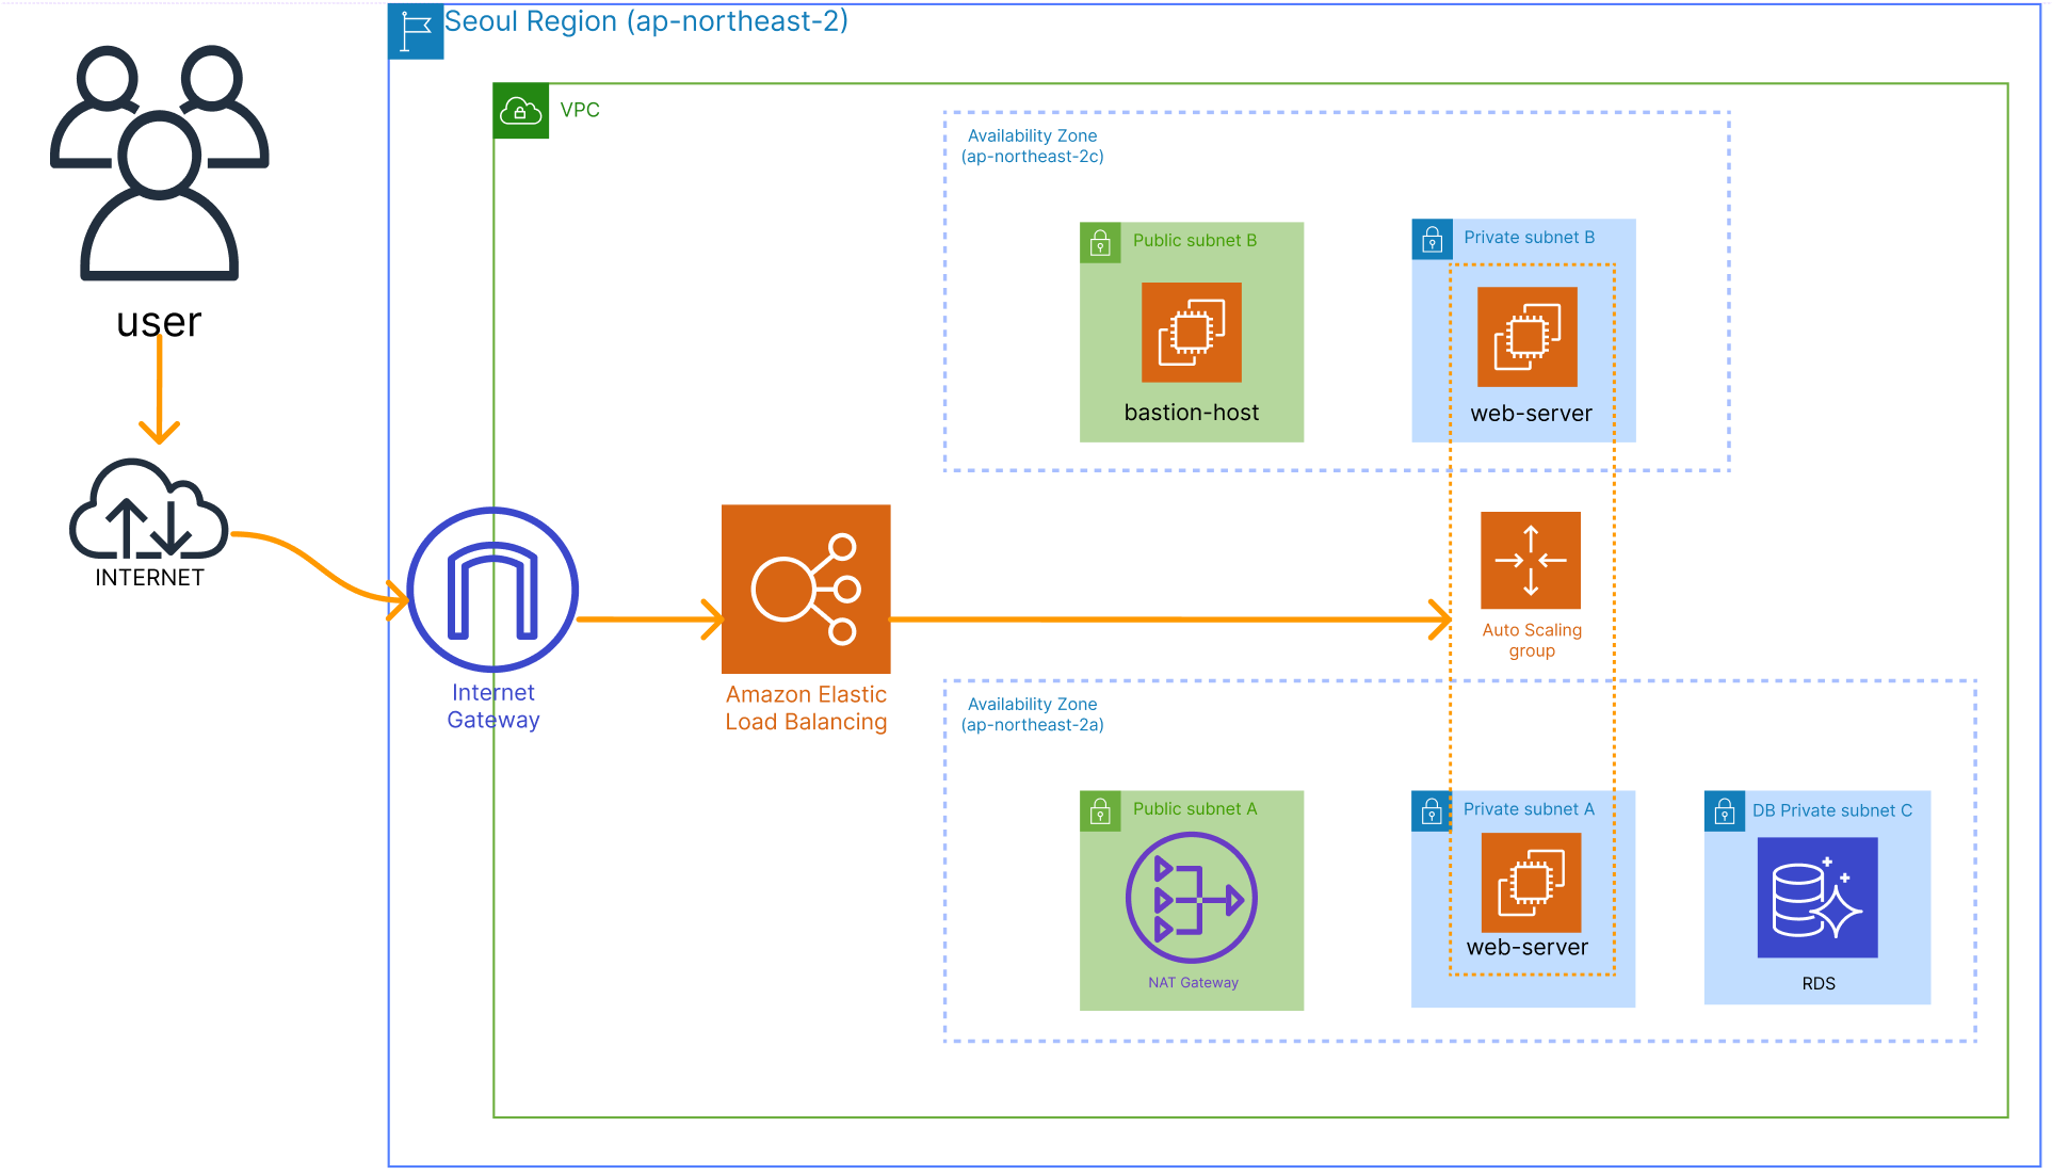 Seoul Region (ap-northeast-2)
VPC
Availability Zone
(ap-northeast-2c)
Public subnet B
bastion-host
Private subnet B
web-server
user
INTERNET
Internet
Gateway
Amazon Elastic
Load Balancing
Auto Scaling
group
Availability Zone
(ap-northeast-2a)
Public subnet A
NAT Gateway
Private subnet A
web-server
DB Private subnet C
RDS